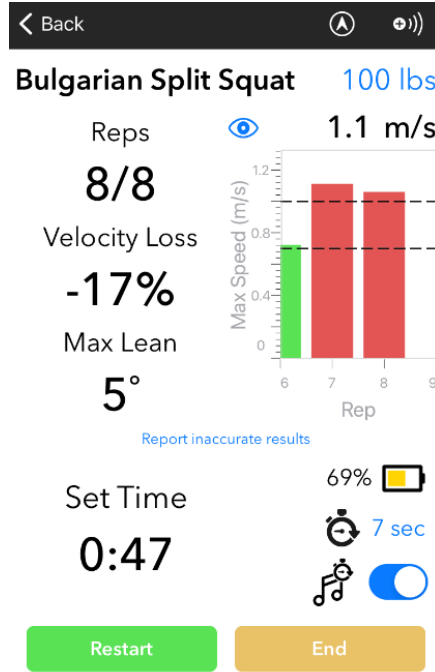 Back
Bulgarian Split Squat 100 lbs
Reps
1.1 m/s
8/8
Velocity Loss
-17%
Max Lean
5°
Max Speed (m/s)
1.2
0.8
0.4
0
6 7 8 9
Rep
Report inaccurate results
Set Time
0:47
69%
7 sec
Restart End